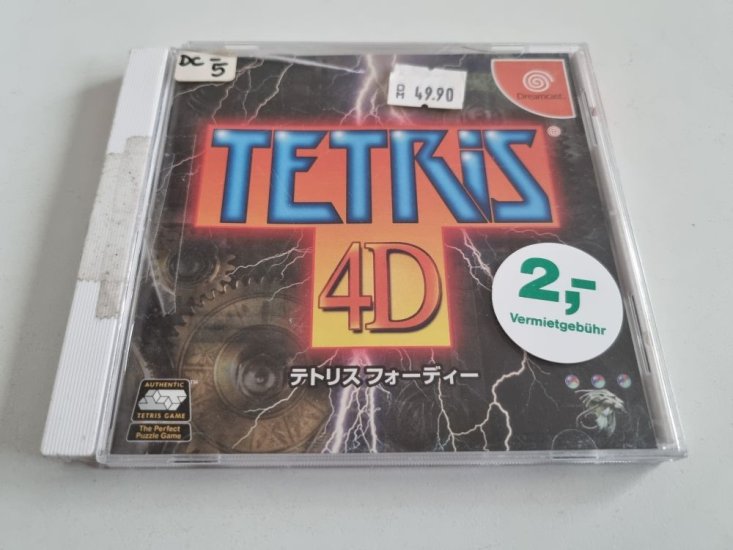 DC-5
DM 49.90
Dreamcast
TETRiS
4D
2,-
Vermietgebühr
テトリス フォーディー
AUTHENTIC
TETRIS GAME
The Perfect
Puzzle Game